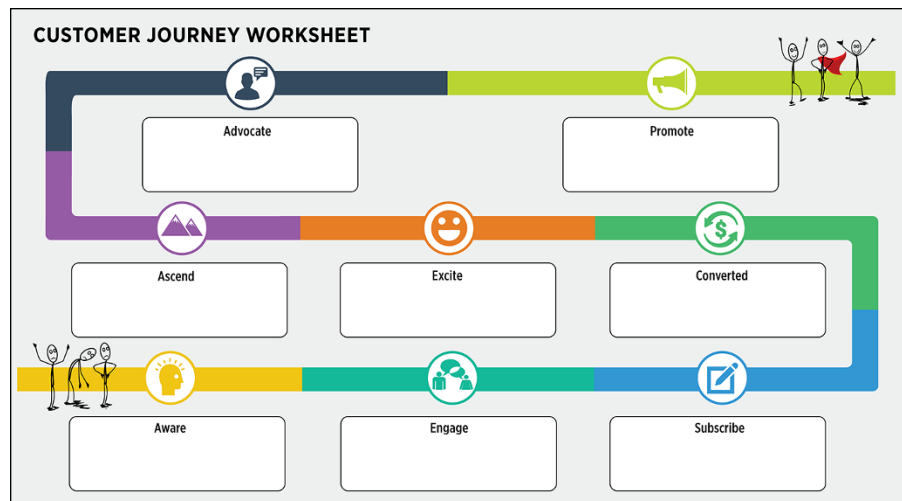 CUSTOMER JOURNEY WORKSHEET
Advocate
Promote
Ascend
Excite
Converted
$
Aware
Engage
Subscribe